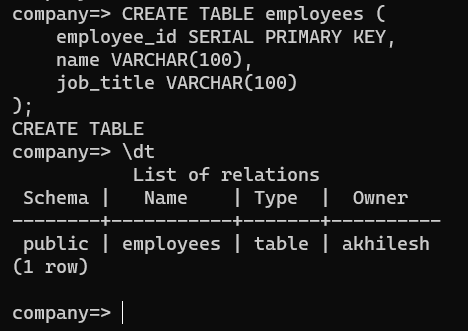 company=> CREATE TABLE employees (
    employee_id SERIAL PRIMARY KEY,
    name VARCHAR(100),
    job_title VARCHAR(100)
);
CREATE TABLE
company=> \dt
           List of relations
 Schema |   Name    | Type  |  Owner
--------+-----------+-------+----------
 public | employees | table | akhilesh
(1 row)

company=>